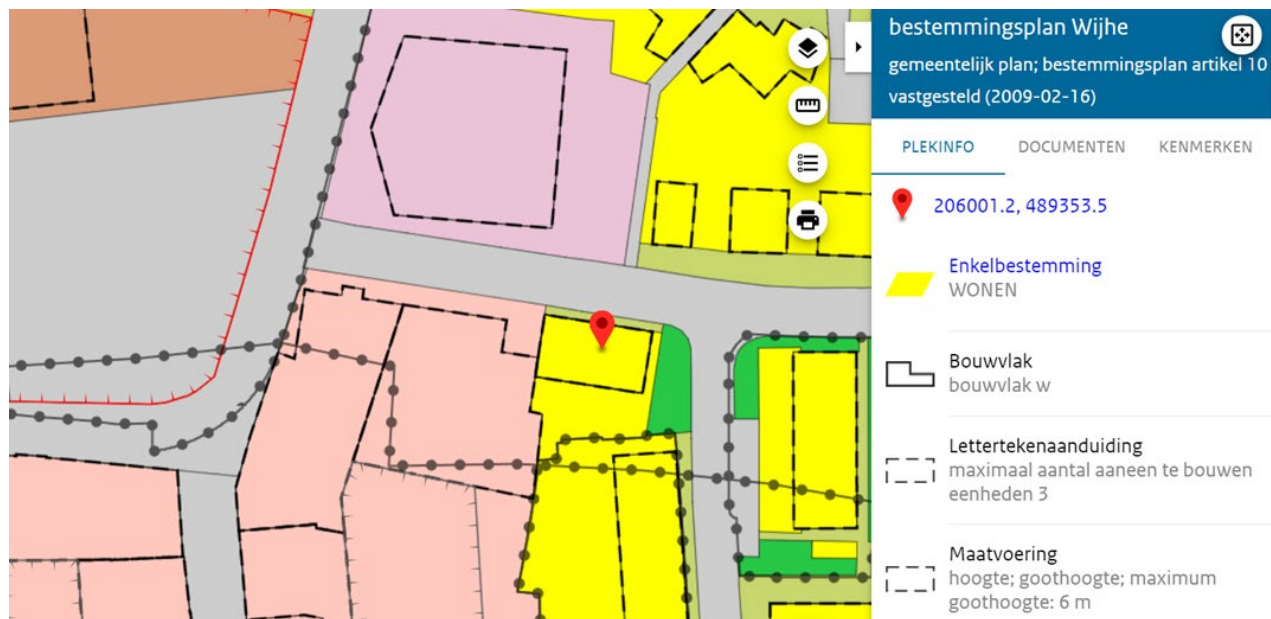 bestemmingsplan Wijhe
gemeentelijk plan; bestemmingsplan artikel 10
vastgesteld (2009-02-16)
PLEKINFO DOCUMENTEN KENMERKEN
206001.2, 489353.5
Enkelbestemming
WONEN
Bouwvlak
bouwvlak w
Lettertekenaanduiding
maximaal aantal aaneen te bouwen
eenheden 3
Maatvoering
hoogte; goothoogte; maximum
goothoogte: 6 m